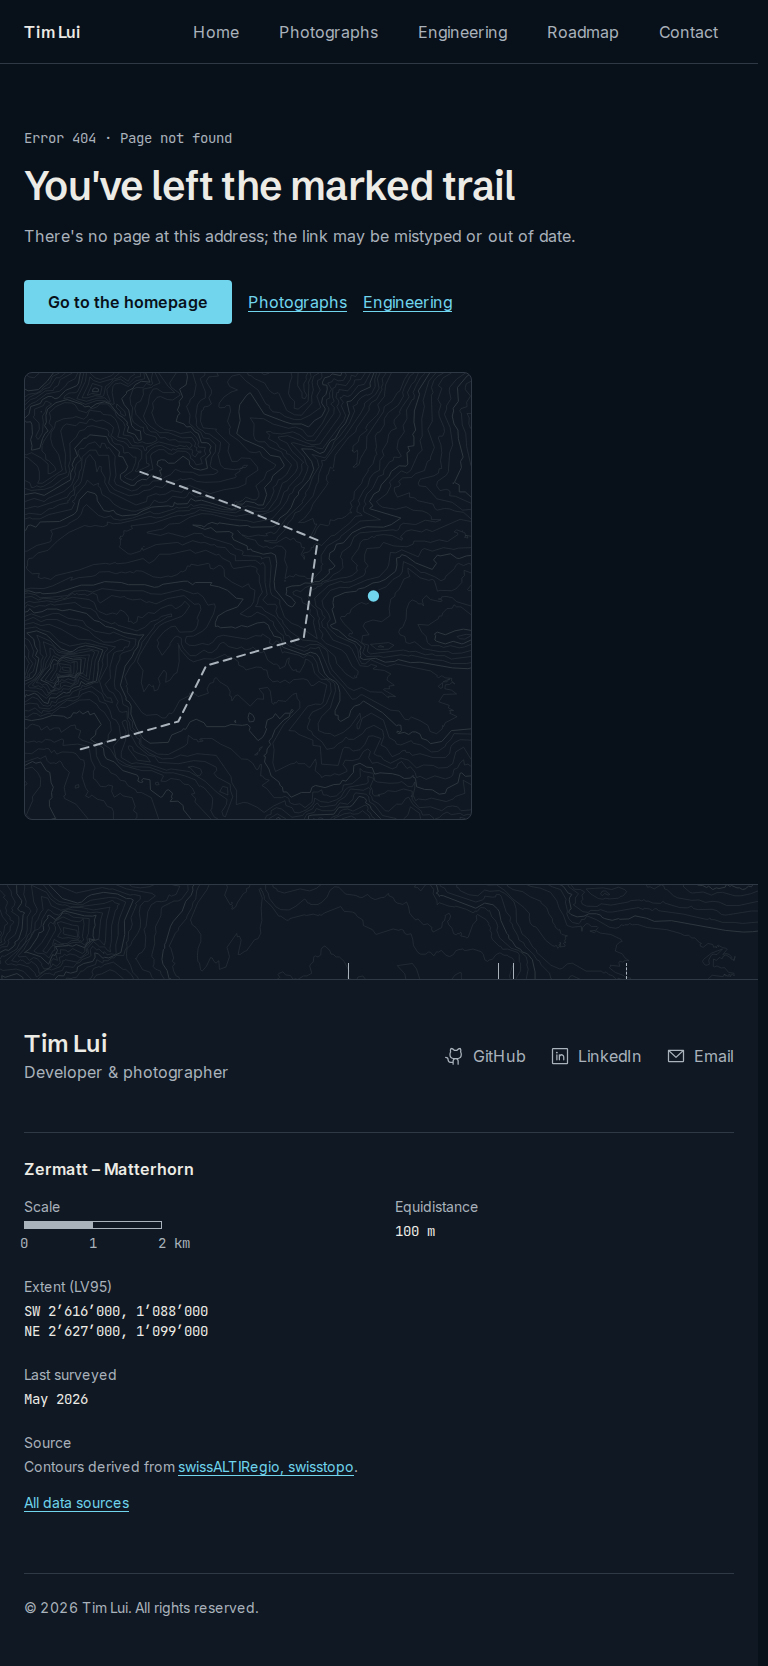 Tim Lui
Home Photographs Engineering Roadmap Contact
Error 404 · Page not found
You've left the marked trail
There's no page at this address; the link may be mistyped or out of date.
Go to the homepage Photographs Engineering
Tim Lui
Developer & photographer
GitHub LinkedIn Email
Zermatt – Matterhorn
Scale
0 1 2 km
Equidistance
100 m
Extent (LV95)
SW 2’616’000, 1’088’000
NE 2’627’000, 1’099’000
Last surveyed
May 2026
Source
Contours derived from swissALTIRegio, swisstopo.
All data sources
© 2026 Tim Lui. All rights reserved.